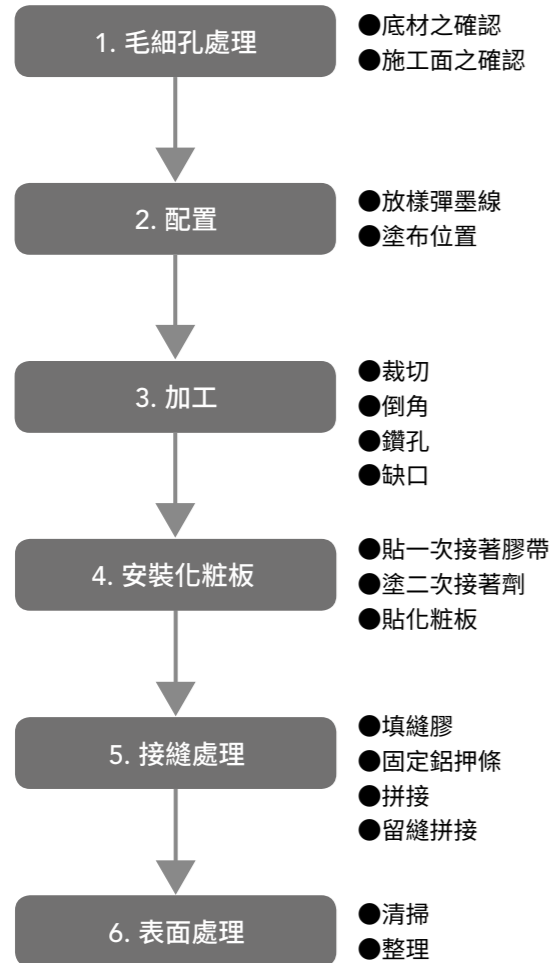 1. 毛細孔處理
●底材之確認
●施工面之確認
2. 配置
●放樣彈墨線
●塗布位置
3. 加工
●裁切
●倒角
●鑽孔
●缺口
4. 安裝化粧板
●貼一次接著膠帶
●塗二次接著劑
●貼化粧板
5. 接縫處理
●填縫膠
●固定鋁押條
●拼接
●留縫拼接
6. 表面處理
●清掃
●整理